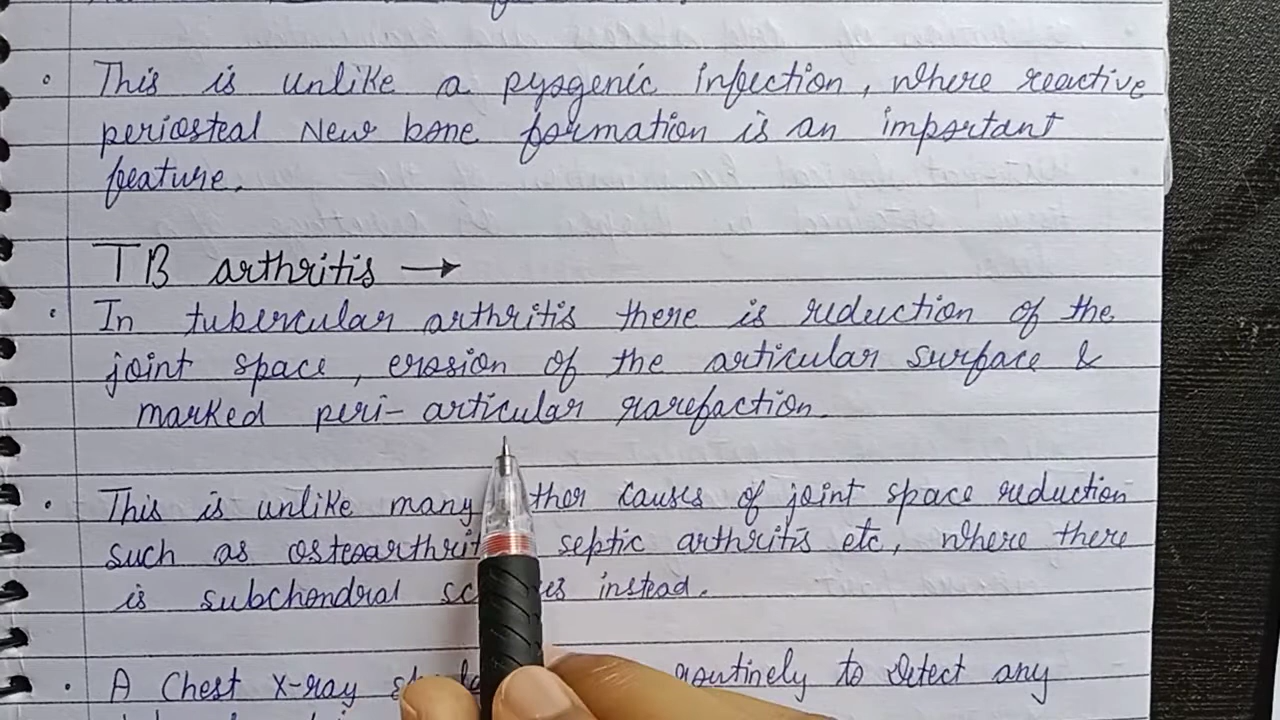 This is unlike a pyogenic infection, where reactive
periosteal New bone formation is an important
feature.
TB arthritis →
In tubercular arthritis there is reduction of the
joint space, erosion of the articular surface &
marked peri-articular rarefaction.
This is unlike many other causes of joint space reduction
such as osteoarthrit septic arthritis etc, where there
is subchondral instead.
A Chest X-ray routinely to detect any